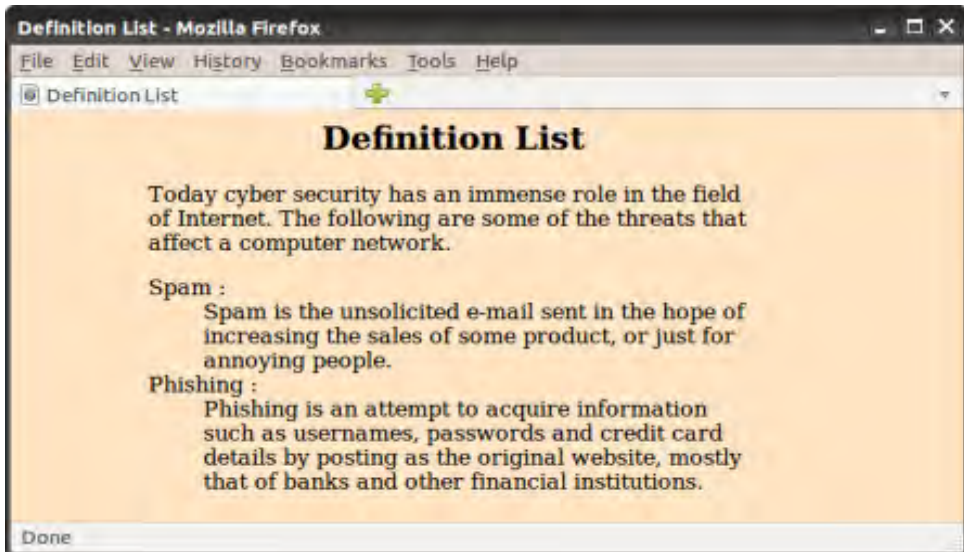 Definition List - Mozilla Firefox
File Edit View History Bookmarks Tools Help
Definition List
Definition List
Today cyber security has an immense role in the field
of Internet. The following are some of the threats that
affect a computer network.
Spam :
Spam is the unsolicited e-mail sent in the hope of
increasing the sales of some product, or just for
annoying people.
Phishing :
Phishing is an attempt to acquire information
such as usernames, passwords and credit card
details by posting as the original website, mostly
that of banks and other financial institutions.
Done